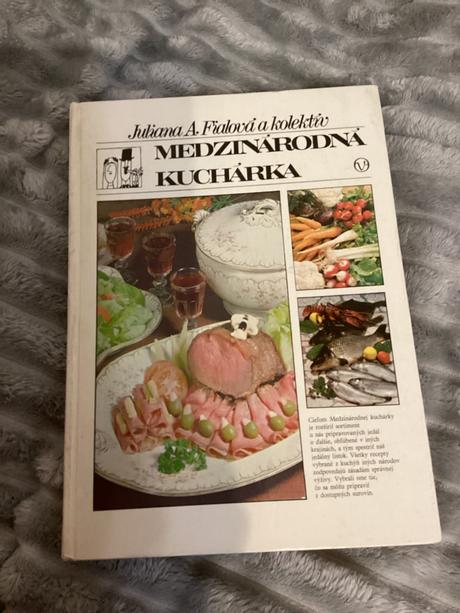 Juliana A. Fialová a kolektív
MEDZINÁRODNÁ
KUCHÁRKA
Cieľom Medzinárodnej kuchárky
je rozšíriť sortiment
u nás pripravovaných jedál
o ďalšie, obľúbené v iných
krajinách, a tým spestriť náš
jedálny lístok. Všetky recepty
vybrané z kuchýň iných národov
zodpovedajú zásadám správnej
výživy. Vybrali sme tie,
čo sa môžu pripraviť
z dostupných surovín.